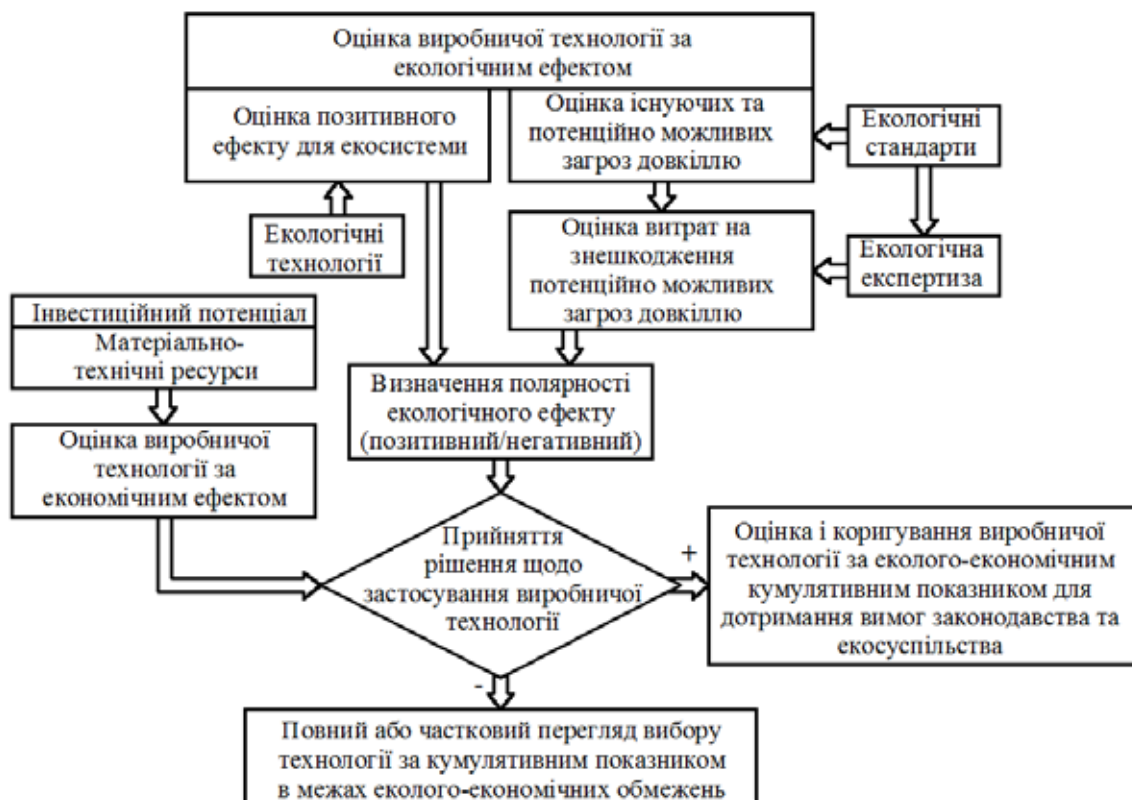 Оцінка виробничої технології за
екологічним ефектом
Оцінка позитивного
ефекту для екосистеми
Оцінка існуючих та
потенційно можливих
загроз довкіллю
Екологічні
стандарти
Екологічні
технології
Оцінка витрат на
знешкодження
потенційно можливих
загроз довкіллю
Екологічна
експертиза
Інвестиційний потенціал
Матеріально-
технічні ресурси
Визначення полярності
екологічного ефекту
(позитивний/негативний)
Оцінка виробничої
технології за
економічним ефектом
Прийняття
рішення щодо
застосування виробничої
технології
+
Оцінка і коригування виробничої
технології за еколого-економічним
кумулятивним показником для
дотримання вимог законодавства та
екосуспільства
-
Повний або частковий перегляд вибору
технології за кумулятивним показником
в межах еколого-економічних обмежень